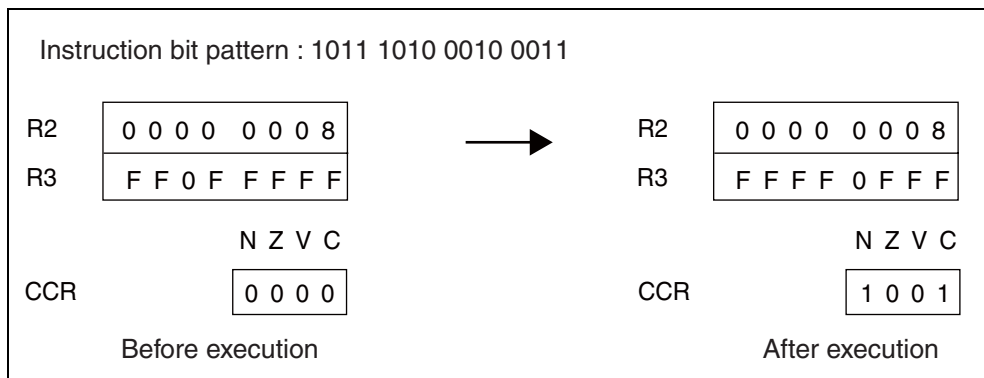 Instruction bit pattern : 1011 1010 0010 0011
R2 0 0 0 0 0 0 0 8 R2 0 0 0 0 0 0 0 8
R3 F F 0 F F F F F R3 F F F F 0 F F F
N Z V C N Z V C
CCR 0 0 0 0 CCR 1 0 0 1
Before execution After execution